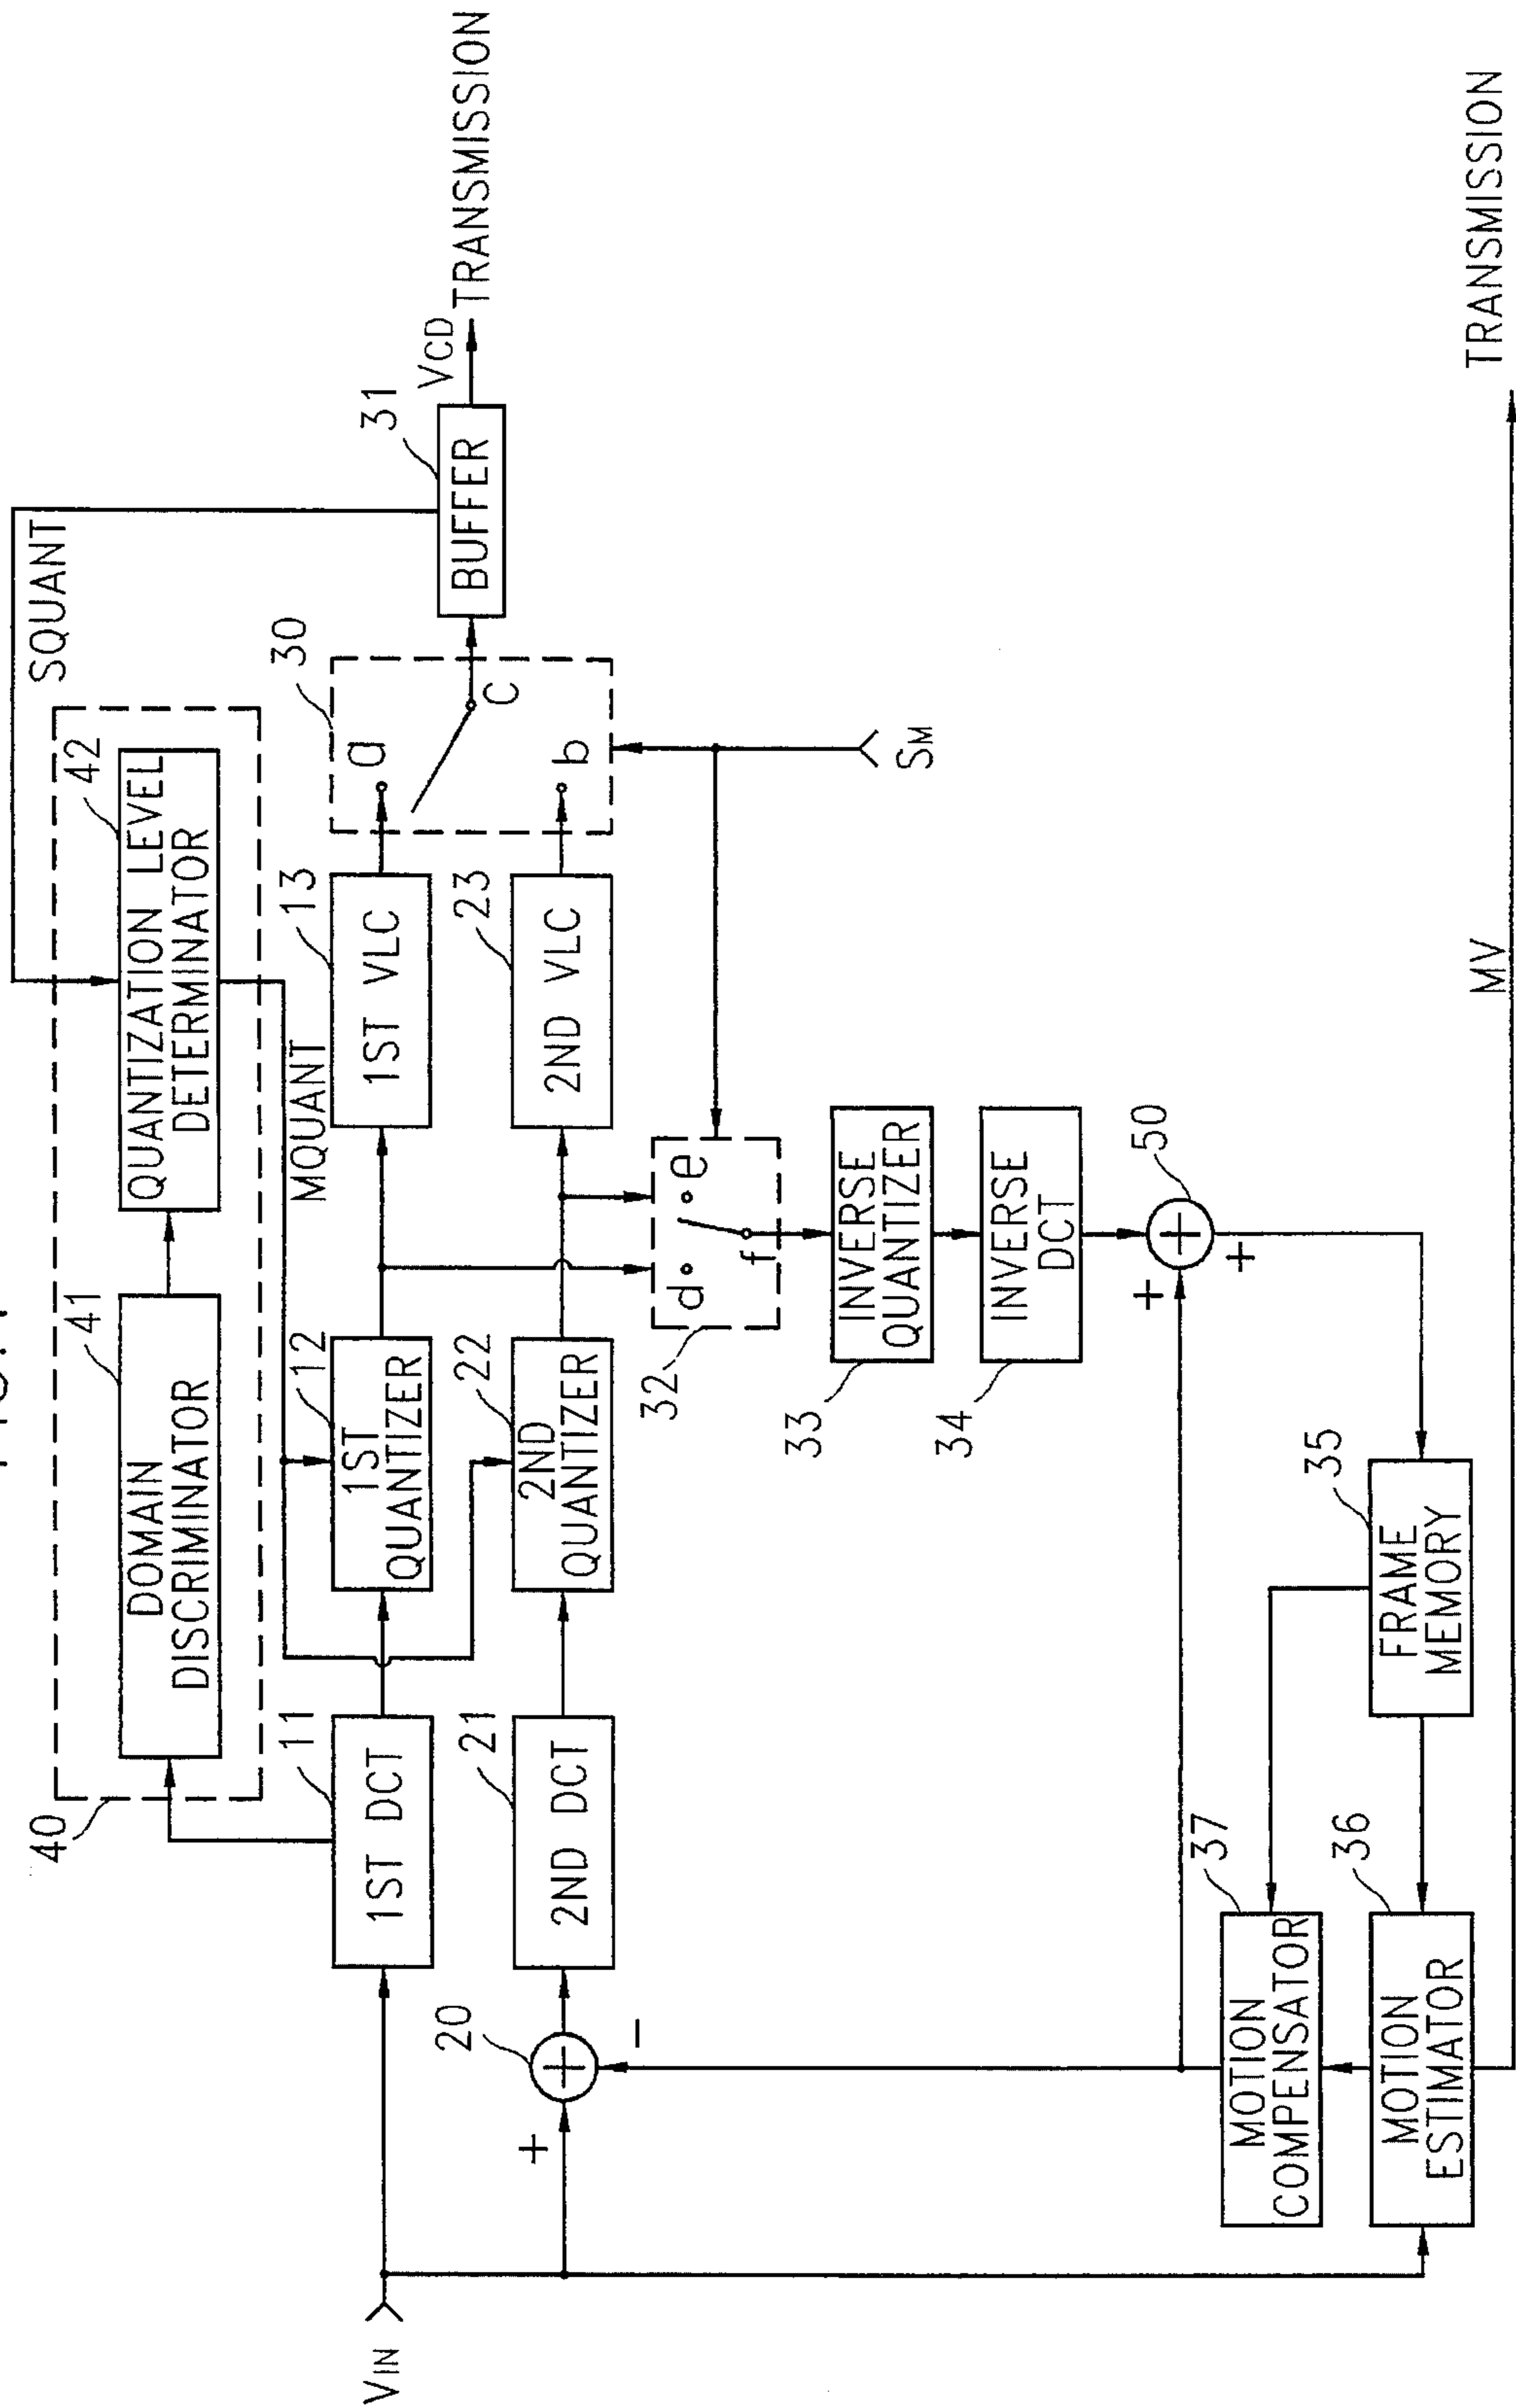 SQUANT
40
41
DOMAIN
DISCRIMINATOR
42
QUANTIZATION LEVEL
DETERMINATOR
MQUANT
VIN
11
1ST DCT
12
1ST
QUANTIZER
13
1ST VLC
30
a
b
c
31
BUFFER
VCD
TRANSMISSION
20
+
−
21
2ND DCT
22
2ND
QUANTIZER
23
2ND VLC
SM
32
d
e
f
33
INVERSE
QUANTIZER
34
INVERSE
DCT
50
+
+
37
MOTION
COMPENSATOR
35
FRAME
MEMORY
36
MOTION
ESTIMATOR
MV
TRANSMISSION